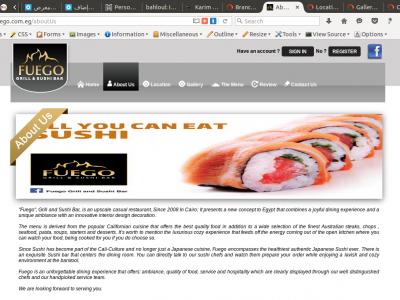 Perso
bahloul: i
Karim
Branc
Ab
Locati
Galler
C
ego.com.eg/aboutUs
Search
CSS
Forms
Images
Information
Miscellaneous
Outline
Resize
Tools
View Source
Options
Have an account ?
SIGN IN
No ?
REGISTER
FUEGO
GRILL & SUSHI BAR
Home
About Us
Location
Gallery
The Menu
Review
Contact Us
About Us
ALL YOU CAN EAT
SUSHI
FUEGO
GRILL & SUSHI BAR
Fuego Grill and Sushi Bar
"Fuego", Grill and Sushi Bar, is an upscale casual restaurant, Since 2008 In Cairo; It presents a new concept to Egypt that combines a joyful dining experience and a
unique ambiance with an innovative interior design decoration.
The menu is derived from the popular Californian cuisine that offers the best quality food in addition to a wide selection of the finest Australian steaks, chops ,
seafood, pasta, soups, starters and desserts.. It's worth to mention the luxurious cozy experience that feeds off the energy coming out of the open kitchen where you
can watch your food, being cooked for you if you do choose so.
Since Sushi has become part of the Cali-Culture and no longer just a Japanese cuisine, Fuego encompasses the healthiest authentic Japanese Sushi ever. There is
an exquisite Sushi bar that centers the dining room. You can directly talk to our sushi chefs and watch them prepare your order while enjoying a lavish and cozy
environment at the barstool.
Fuego is an unforgettable dining experience that offers: ambiance, quality of food, service and hospitality which are clearly displayed through our well distinguished
chefs and our handpicked service team.
We are looking forward to serving you.